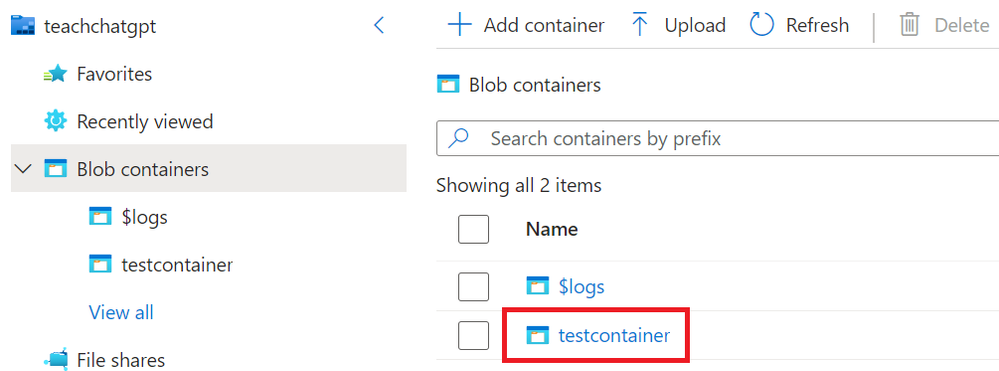 teachchatgpt
Favorites
Recently viewed
Blob containers
$logs
testcontainer
View all
File shares
Add container Upload Refresh Delete
Blob containers
Search containers by prefix
Showing all 2 items
Name
$logs
testcontainer